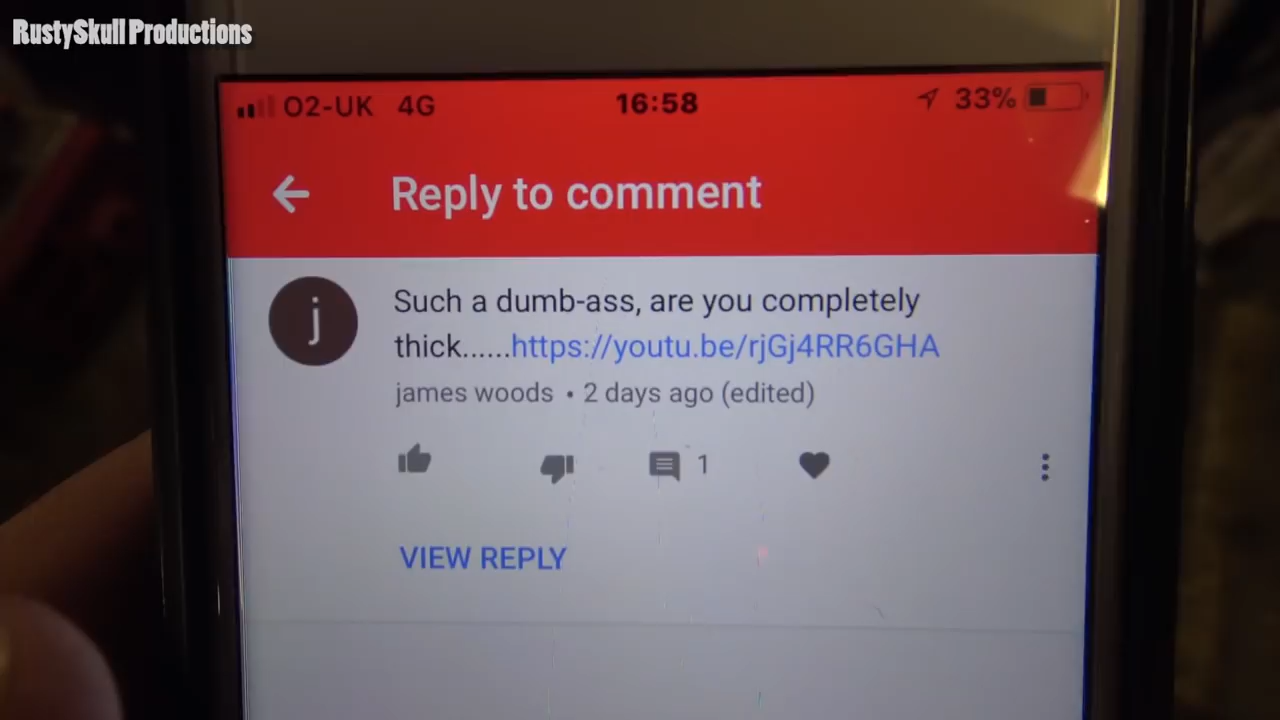 RustySkull Productions
O2-UK 4G 16:58 33%
Reply to comment
j
Such a dumb-ass, are you completely
thick......https://youtu.be/rjGj4RR6GHA
james woods • 2 days ago (edited)
1
VIEW REPLY